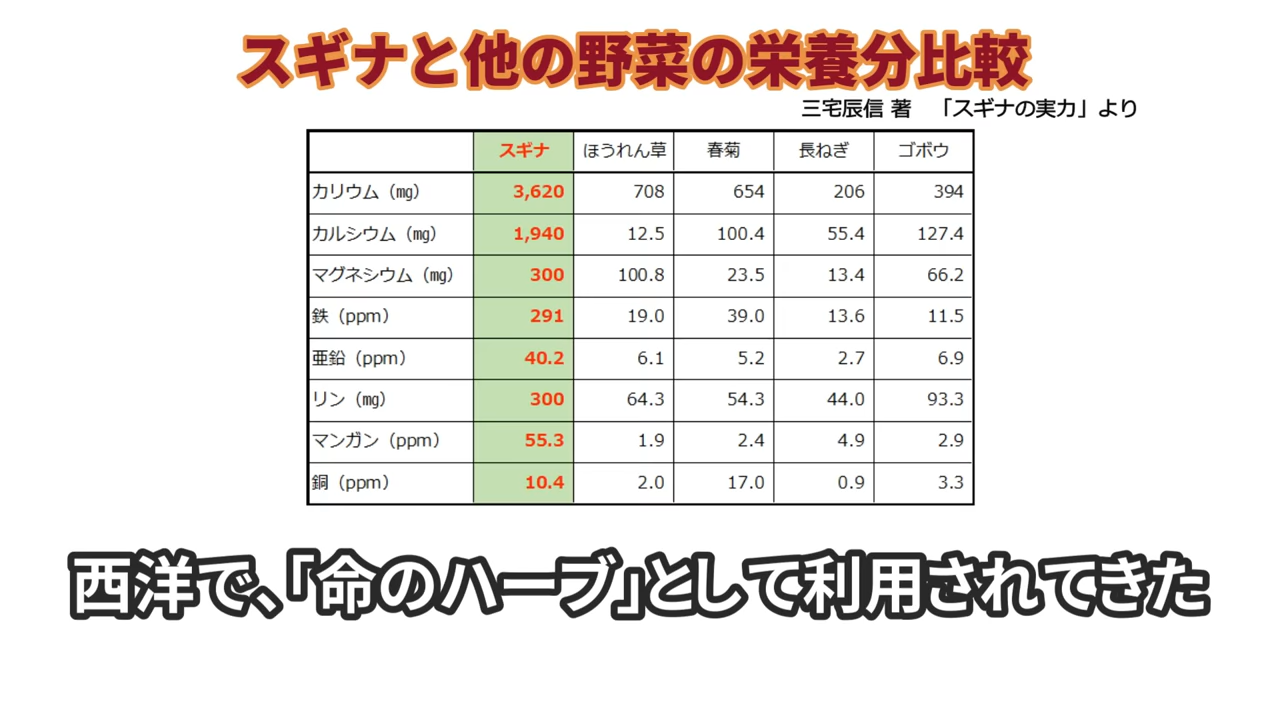 スギナと他の野菜の栄養分比較
三宅辰信 著 「スギナの実力」より
スギナ ほうれん草 春菊 長ねぎ ゴボウ
カリウム（㎎） 3,620 708 654 206 394
カルシウム（㎎） 1,940 12.5 100.4 55.4 127.4
マグネシウム（㎎） 300 100.8 23.5 13.4 66.2
鉄（ppm） 291 19.0 39.0 13.6 11.5
亜鉛（ppm） 40.2 6.1 5.2 2.7 6.9
リン（㎎） 300 64.3 54.3 44.0 93.3
マンガン（ppm） 55.3 1.9 2.4 4.9 2.9
銅（ppm） 10.4 2.0 17.0 0.9 3.3
西洋で、「命のハーブ」として利用されてきた